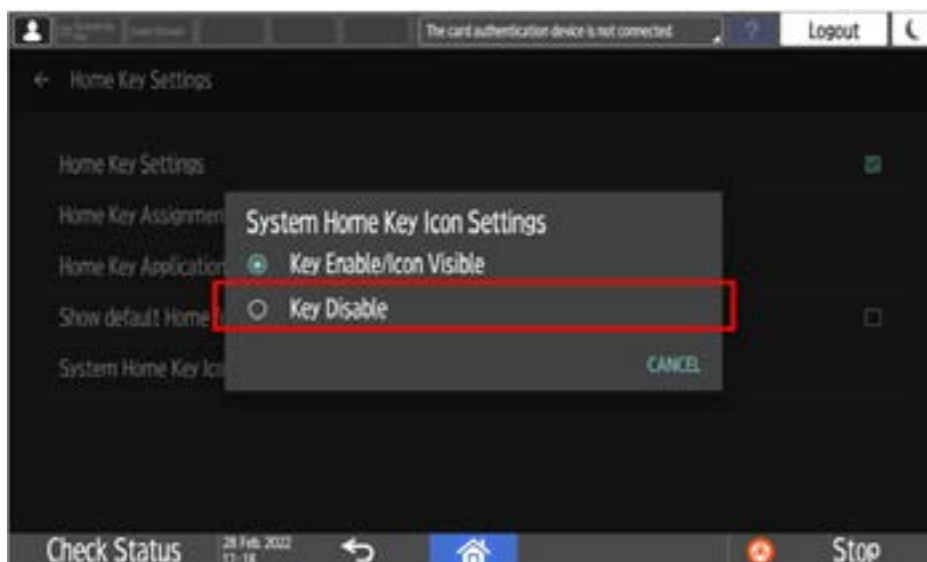 The card authentication device is not connected.
Logout
Home Key Settings
Home Key Settings
Home Key Assignmen
Home Key Application
Show default Home
System Home Key Ico
System Home Key Icon Settings
Key Enable/Icon Visible
Key Disable
CANCEL
Check Status
28 Feb. 2022
Stop